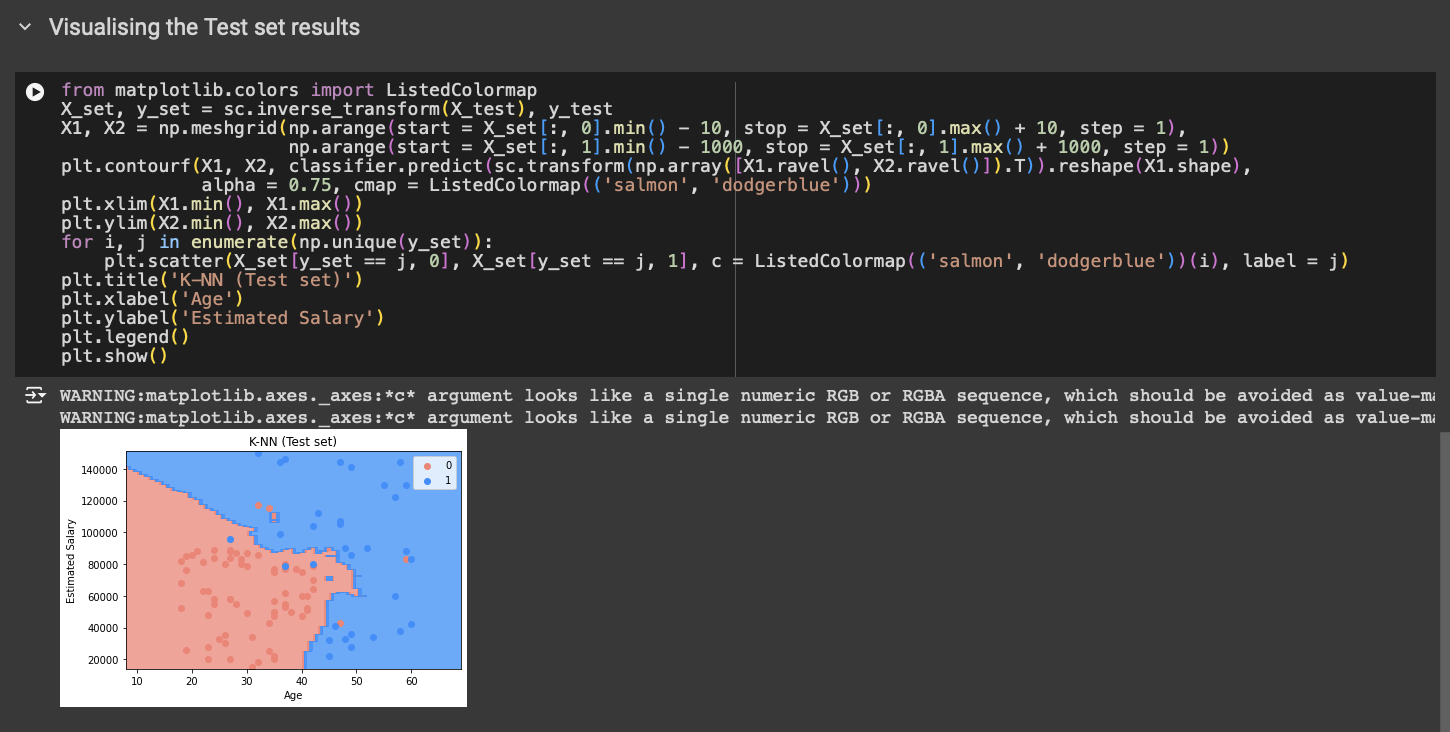 Visualising the Test set results
from matplotlib.colors import ListedColormap
X_set, y_set = sc.inverse_transform(X_test), y_test
X1, X2 = np.meshgrid(np.arange(start = X_set[:, 0].min() - 10, stop = X_set[:, 0].max() + 10, step = 1),
                     np.arange(start = X_set[:, 1].min() - 1000, stop = X_set[:, 1].max() + 1000, step = 1))
plt.contourf(X1, X2, classifier.predict(sc.transform(np.array([X1.ravel(), X2.ravel()]).T)).reshape(X1.shape),
             alpha = 0.75, cmap = ListedColormap(('salmon', 'dodgerblue')))
plt.xlim(X1.min(), X1.max())
plt.ylim(X2.min(), X2.max())
for i, j in enumerate(np.unique(y_set)):
    plt.scatter(X_set[y_set == j, 0], X_set[y_set == j, 1], c = ListedColormap(('salmon', 'dodgerblue'))(i), label = j)
plt.title('K-NN (Test set)')
plt.xlabel('Age')
plt.ylabel('Estimated Salary')
plt.legend()
plt.show()
WARNING:matplotlib.axes._axes:*c* argument looks like a single numeric RGB or RGBA sequence, which should be avoided as value-ma
WARNING:matplotlib.axes._axes:*c* argument looks like a single numeric RGB or RGBA sequence, which should be avoided as value-ma
K-NN (Test set)
0
1
140000
120000
100000
80000
60000
40000
20000
Estimated Salary
10 20 30 40 50 60
Age